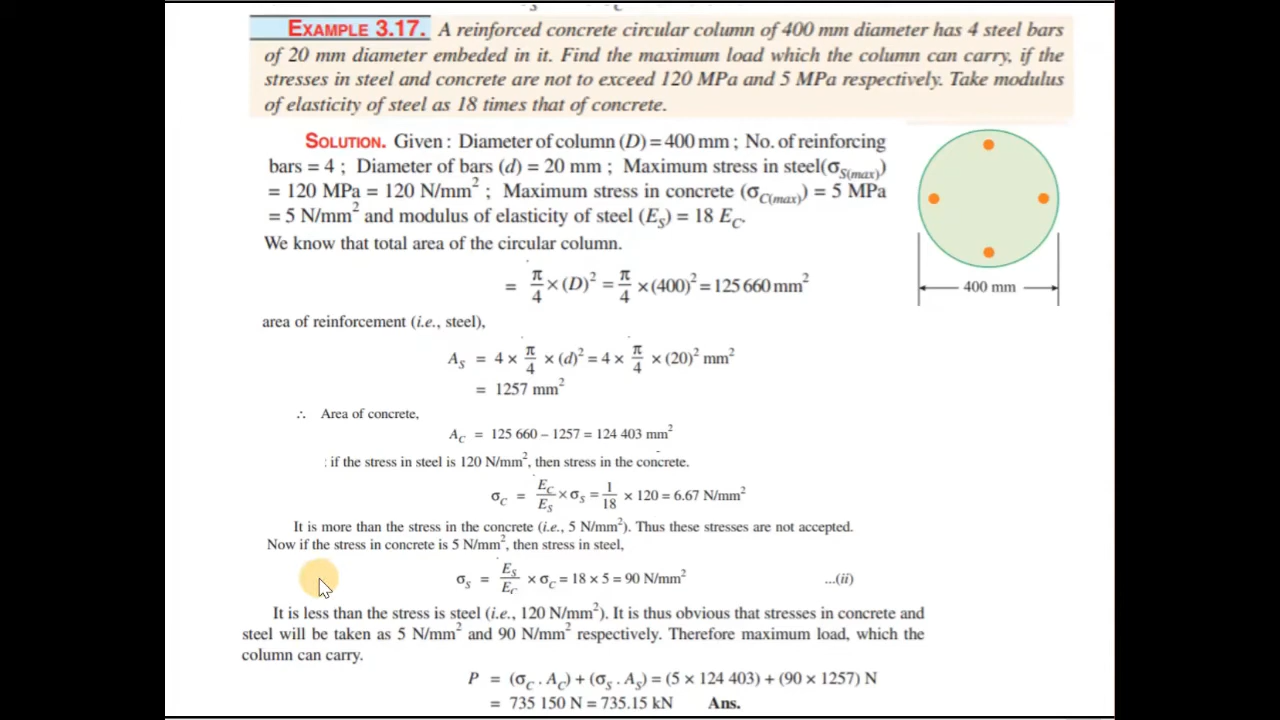 EXAMPLE 3.17. A reinforced concrete circular column of 400 mm diameter has 4 steel bars
of 20 mm diameter embeded in it. Find the maximum load which the column can carry, if the
stresses in steel and concrete are not to exceed 120 MPa and 5 MPa respectively. Take modulus
of elasticity of steel as 18 times that of concrete.
SOLUTION. Given : Diameter of column (D) = 400 mm ; No. of reinforcing
bars = 4 ; Diameter of bars (d) = 20 mm ; Maximum stress in steel(σS(max))
= 120 MPa = 120 N/mm² ; Maximum stress in concrete (σC(max)) = 5 MPa
= 5 N/mm² and modulus of elasticity of steel (ES) = 18 EC.
We know that total area of the circular column.
= π/4 × (D)² = π/4 × (400)² = 125 660 mm²
400 mm
area of reinforcement (i.e., steel),
AS = 4 × π/4 × (d)² = 4 × π/4 × (20)² mm²
= 1257 mm²
∴ Area of concrete,
AC = 125 660 – 1257 = 124 403 mm²
: if the stress in steel is 120 N/mm², then stress in the concrete.
σC = EC/ES × σS = 1/18 × 120 = 6.67 N/mm²
It is more than the stress in the concrete (i.e., 5 N/mm²). Thus these stresses are not accepted.
Now if the stress in concrete is 5 N/mm², then stress in steel,
σS = ES/EC × σC = 18 × 5 = 90 N/mm² ...(ii)
It is less than the stress is steel (i.e., 120 N/mm²). It is thus obvious that stresses in concrete and
steel will be taken as 5 N/mm² and 90 N/mm² respectively. Therefore maximum load, which the
column can carry.
P = (σC . AC) + (σS . AS) = (5 × 124 403) + (90 × 1257) N
= 735 150 N = 735.15 kN Ans.